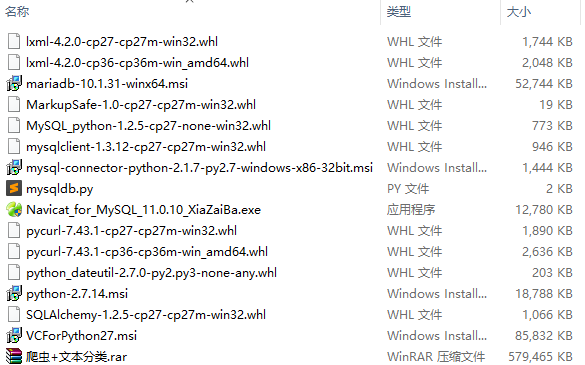 名称 类型 大小
lxml-4.2.0-cp27-cp27m-win32.whl WHL 文件 1,744 KB
lxml-4.2.0-cp36-cp36m-win_amd64.whl WHL 文件 2,048 KB
mariadb-10.1.31-winx64.msi Windows Install... 52,744 KB
MarkupSafe-1.0-cp27-cp27m-win32.whl WHL 文件 19 KB
MySQL_python-1.2.5-cp27-none-win32.whl WHL 文件 773 KB
mysqlclient-1.3.12-cp27-cp27m-win32.whl WHL 文件 946 KB
mysql-connector-python-2.1.7-py2.7-windows-x86-32bit.msi Windows Install... 1,444 KB
mysqldb.py PY 文件 2 KB
Navicat_for_MySQL_11.0.10_XiaZaiBa.exe 应用程序 12,780 KB
pycurl-7.43.1-cp27-cp27m-win32.whl WHL 文件 1,890 KB
pycurl-7.43.1-cp36-cp36m-win_amd64.whl WHL 文件 2,636 KB
python_dateutil-2.7.0-py2.py3-none-any.whl WHL 文件 203 KB
python-2.7.14.msi Windows Install... 18,788 KB
SQLAlchemy-1.2.5-cp27-cp27m-win32.whl WHL 文件 1,066 KB
VCForPython27.msi Windows Install... 85,832 KB
爬虫+文本分类.rar WinRAR 压缩文件 579,465 KB